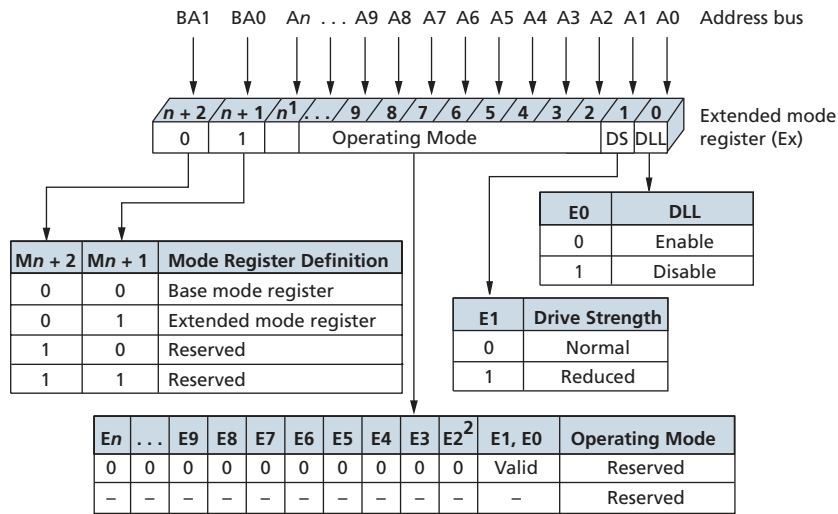 BA1 BA0 An . . . A9 A8 A7 A6 A5 A4 A3 A2 A1 A0 Address bus
n + 2 n + 1 n1 . . . 9 8 7 6 5 4 3 2 1 0
Extended mode
register (Ex)
0 1 Operating Mode DS DLL
E0 DLL
0 Enable
1 Disable
Mn + 2 Mn + 1 Mode Register Definition
0 0 Base mode register
0 1 Extended mode register
1 0 Reserved
1 1 Reserved
E1 Drive Strength
0 Normal
1 Reduced
En . . . E9 E8 E7 E6 E5 E4 E3 E2² E1, E0 Operating Mode
0 0 0 0 0 0 0 0 0 0 Valid Reserved
– – – – – – – – – – – Reserved